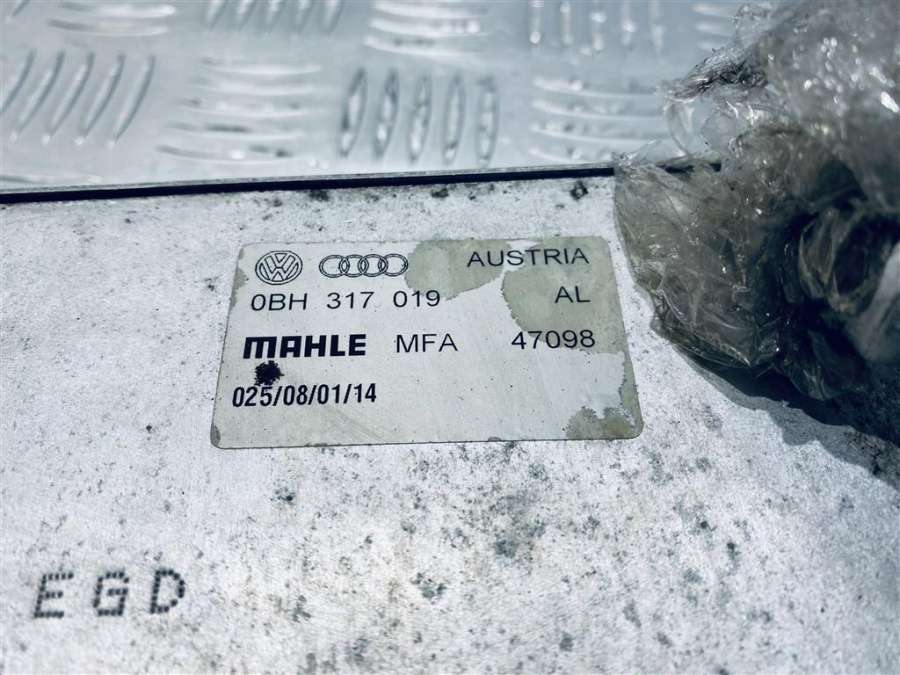 AUSTRIA
0BH 317 019 AL
MAHLE MFA 47098
025/08/01/14
EGD